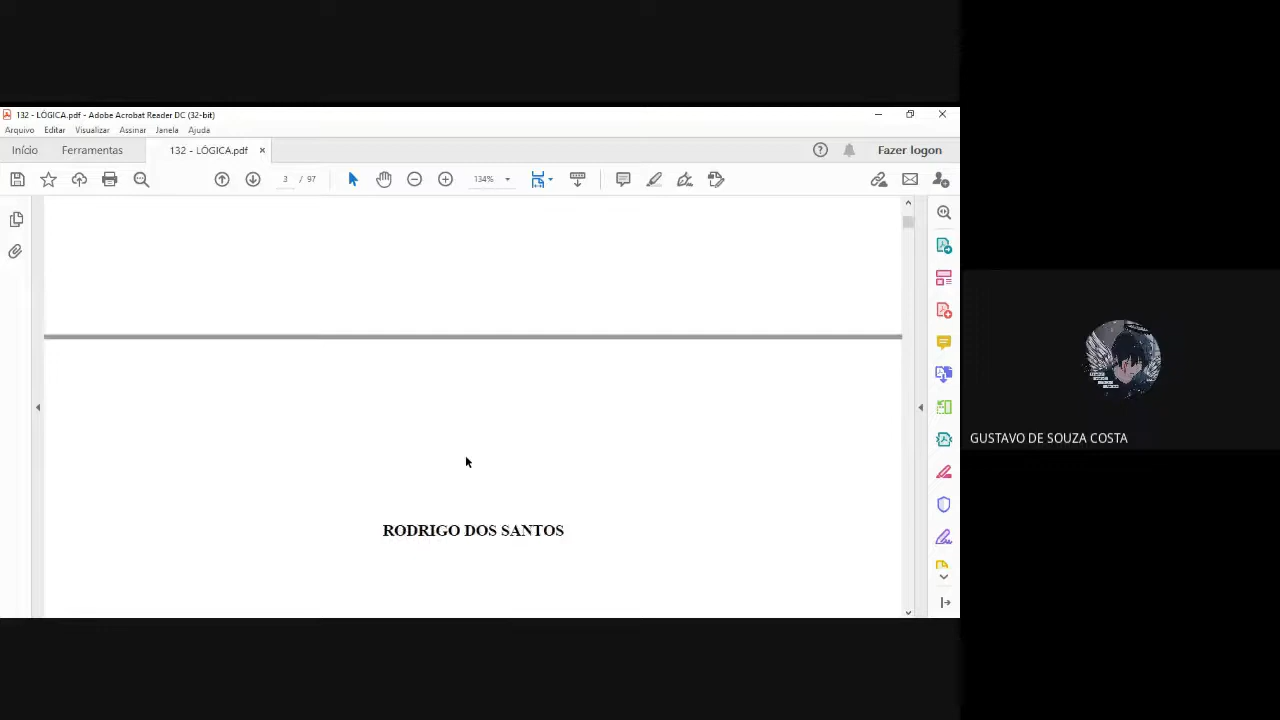 132 - LÓGICA.pdf - Adobe Acrobat Reader DC (32-bit)
Arquivo Editar Visualizar Assinar Janela Ajuda
Início Ferramentas 132 - LÓGICA.pdf Fazer logon
3 / 97 134%
GUSTAVO DE SOUZA COSTA
RODRIGO DOS SANTOS